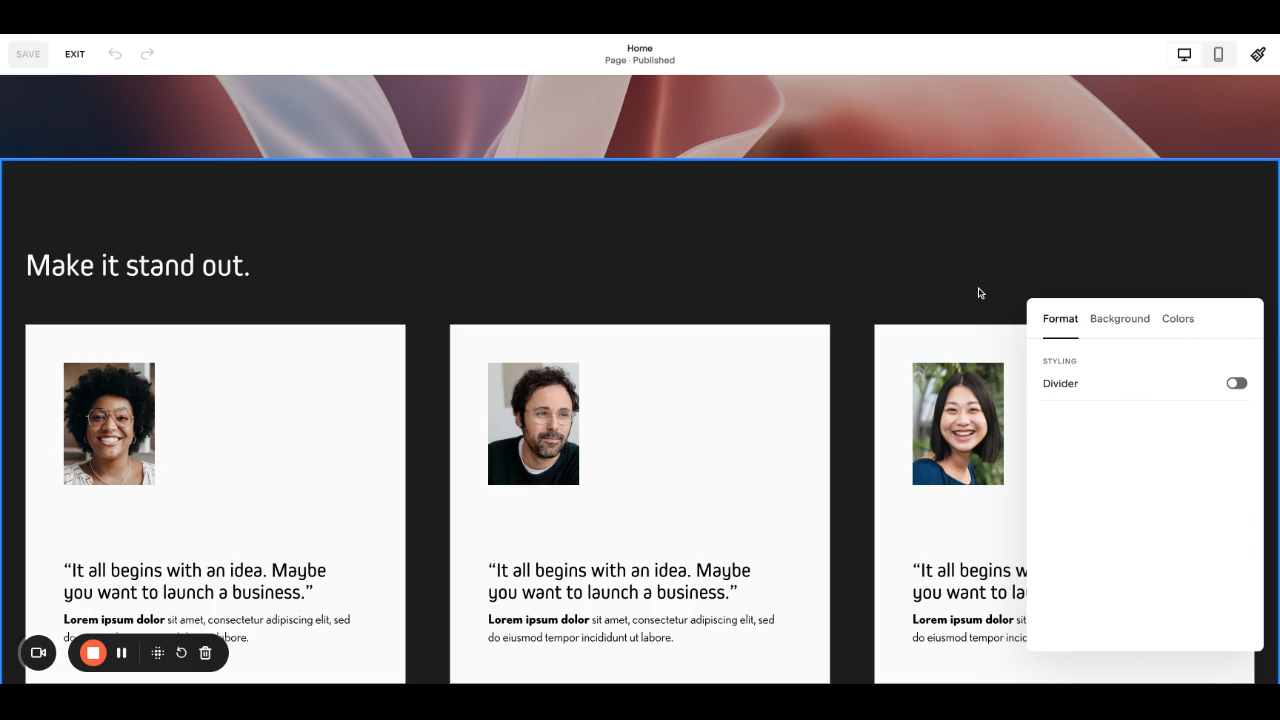 SAVE
EXIT
Home
Page · Published
Make it stand out.
Format
Background
Colors
STYLING
Divider
“It all begins with an idea. Maybe
you want to launch a business.”
Lorem ipsum dolor sit amet, consectetur adipiscing elit, sed
do
labore.
“It all begins with an idea. Maybe
you want to launch a business.”
Lorem ipsum dolor sit amet, consectetur adipiscing elit, sed
do eiusmod tempor incididunt ut labore.
“It all begins w
you want to la
Lorem ipsum dolor sit
do eiusmod tempor incid